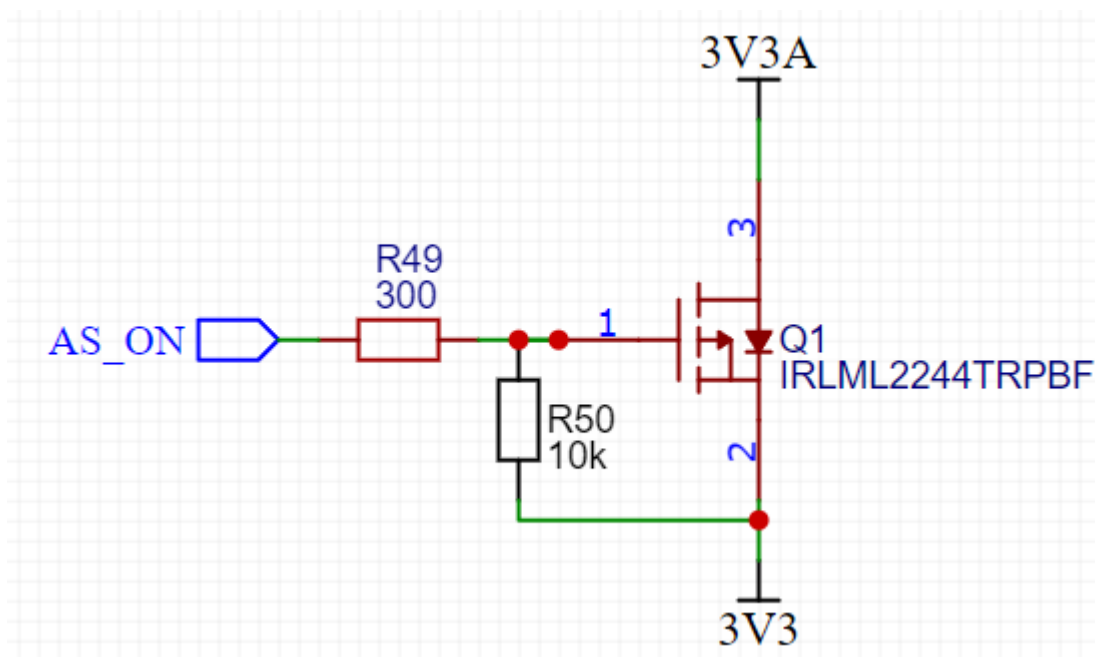 3V3A
3
R49
300
AS_ON
1
Q1
IRLML2244TRPBF
R50
10k
2
3V3